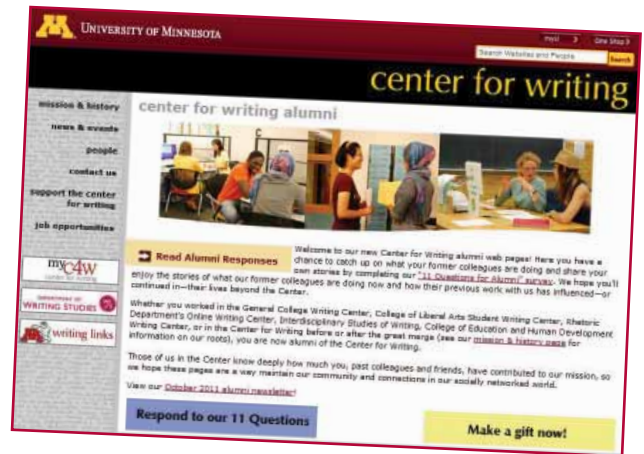 UNIVERSITY OF MINNESOTA
myU
One Stop
Search Websites and People
Search
center for writing
mission & history
news & events
people
contact us
support the center
for writing
job opportunities
myC4W
center for writing
DEPARTMENT OF
WRITING STUDIES
writing links
center for writing alumni
Read Alumni Responses
Welcome to our new Center for Writing alumni web pages! Here you have a
chance to catch up on what your former colleagues are doing and share your
own stories by completing our "11 Questions for Alumni" survey. We hope you'll
enjoy the stories of what our former colleagues are doing now and how their previous work with us has influenced—or
continued in—their lives beyond the Center.
Whether you worked in the General College Writing Center, College of Liberal Arts Student Writing Center, Rhetoric
Department's Online Writing Center, Interdisciplinary Studies of Writing, College of Education and Human Development
Writing Center, or in the Center for Writing before or after the great merge (see our mission & history page for
information on our roots), you are now alumni of the Center for Writing.
Those of us in the Center know deeply how much you, past colleagues and friends, have contributed to our mission, so
we hope these pages are a way maintain our community and connections in our socially networked world.
View our October 2011 alumni newsletter!
Respond to our 11 Questions
Make a gift now!